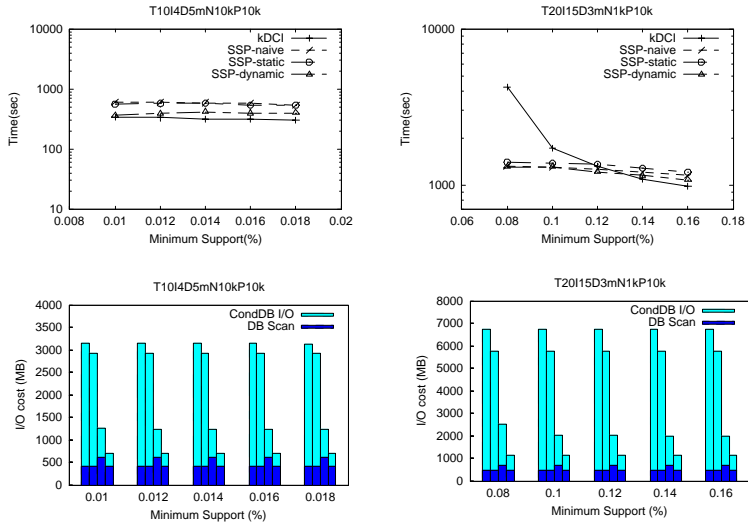 T10I4D5mN10kP10k
10000
1000
100
10
Time(sec)
kDCI
SSP-naive
SSP-static
SSP-dynamic
0.008 0.01 0.012 0.014 0.016 0.018 0.02
Minimum Support(%)
T20I15D3mN1kP10k
10000
1000
Time(sec)
kDCI
SSP-naive
SSP-static
SSP-dynamic
0.06 0.08 0.1 0.12 0.14 0.16 0.18
Minimum Support(%)
T10I4D5mN10kP10k
4000
3500
3000
2500
2000
1500
1000
500
0
I/O cost (MB)
CondDB I/O
DB Scan
0.01 0.012 0.014 0.016 0.018
Minimum Support (%)
T20I15D3mN1kP10k
8000
7000
6000
5000
4000
3000
2000
1000
0
I/O cost (MB)
CondDB I/O
DB Scan
0.08 0.1 0.12 0.14 0.16
Minimum Support (%)